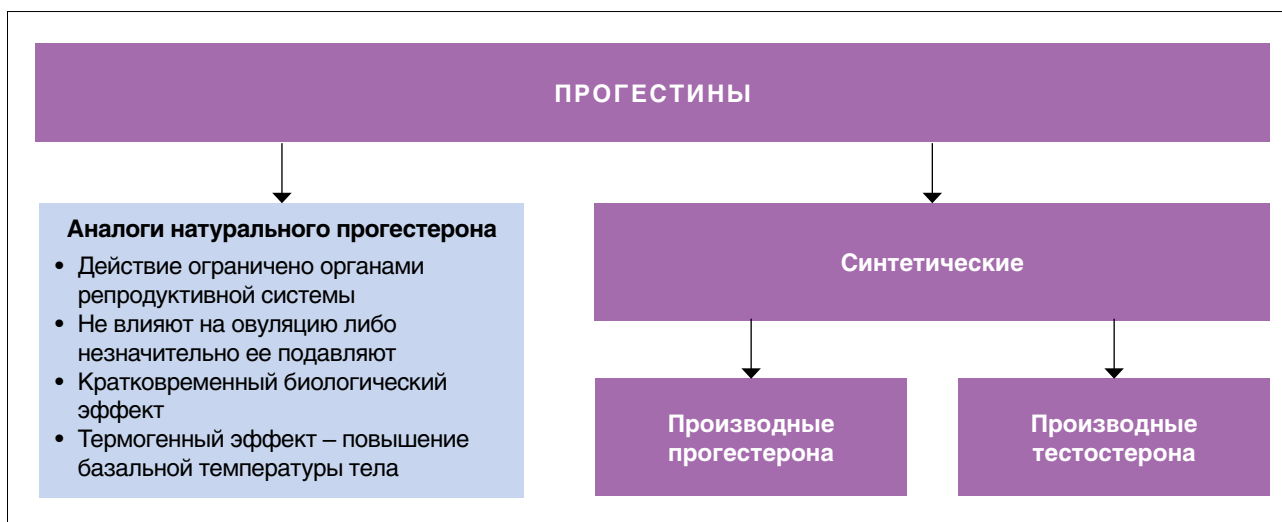 ПРОГЕСТИНЫ
Аналоги натурального прогестерона
• Действие ограничено органами
репродуктивной системы
• Не влияют на овуляцию либо
незначительно ее подавляют
• Кратковременный биологический
эффект
• Термогенный эффект – повышение
базальной температуры тела
Синтетические
Производные
прогестерона
Производные
тестостерона